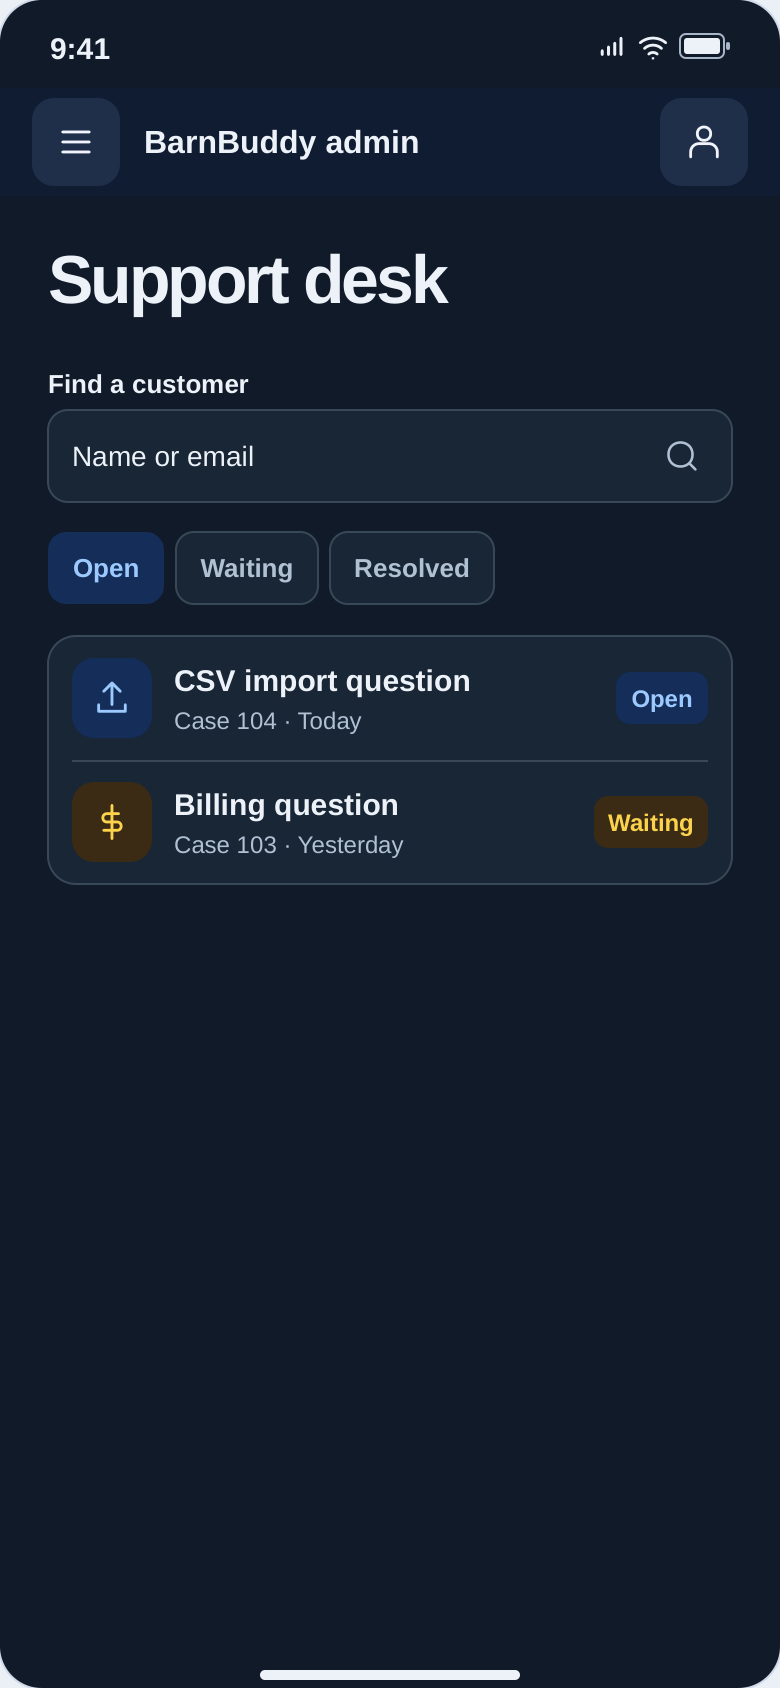 9:41
BarnBuddy admin
Support desk
Find a customer
Name or email
Open
Waiting
Resolved
CSV import question
Case 104 · Today
Open
Billing question
Case 103 · Yesterday
Waiting